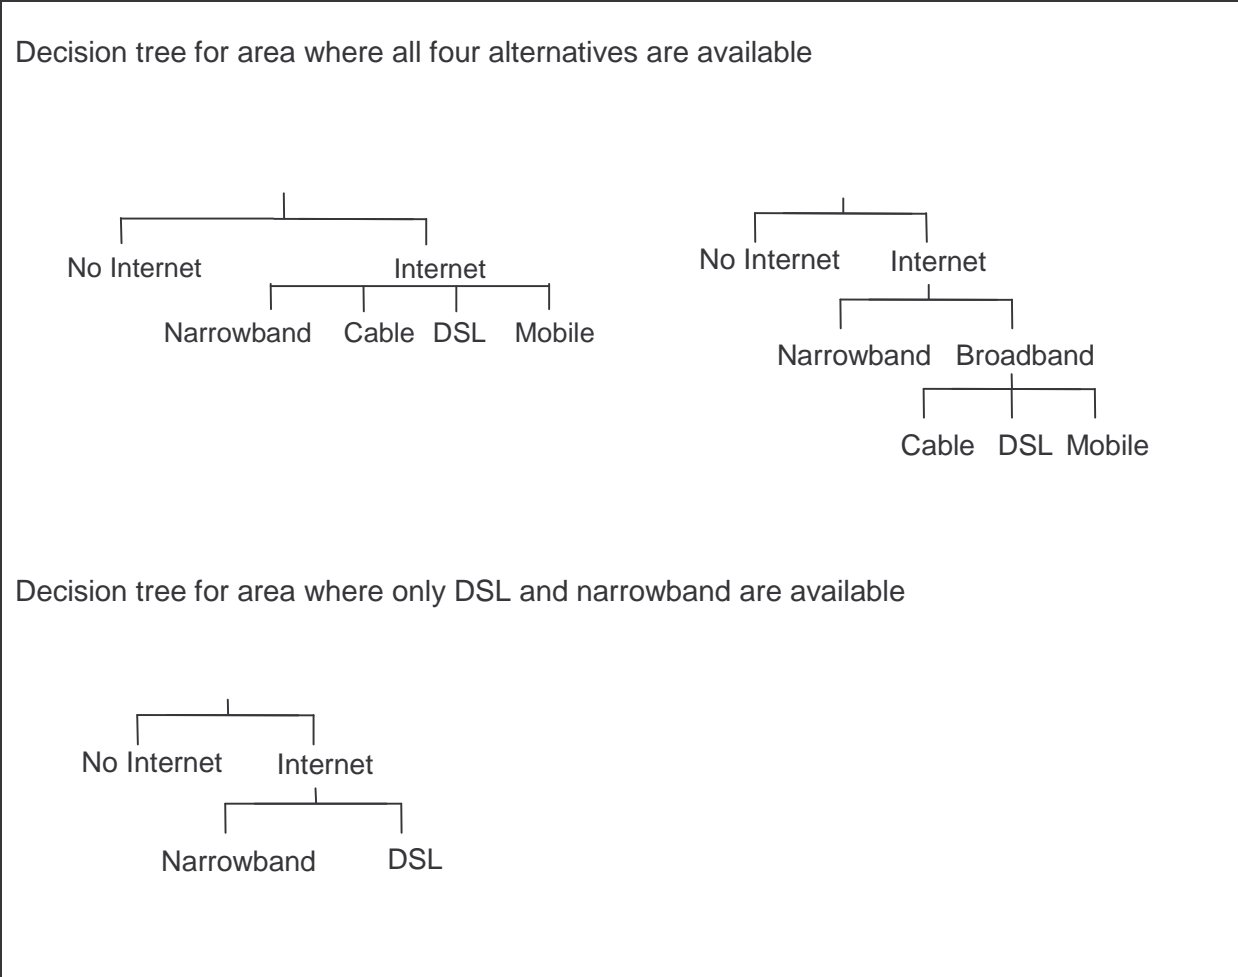 Decision tree for area where all four alternatives are available
No Internet Internet
Narrowband Cable DSL Mobile
No Internet Internet
Narrowband Broadband
Cable DSL Mobile
Decision tree for area where only DSL and narrowband are available
No Internet Internet
Narrowband DSL